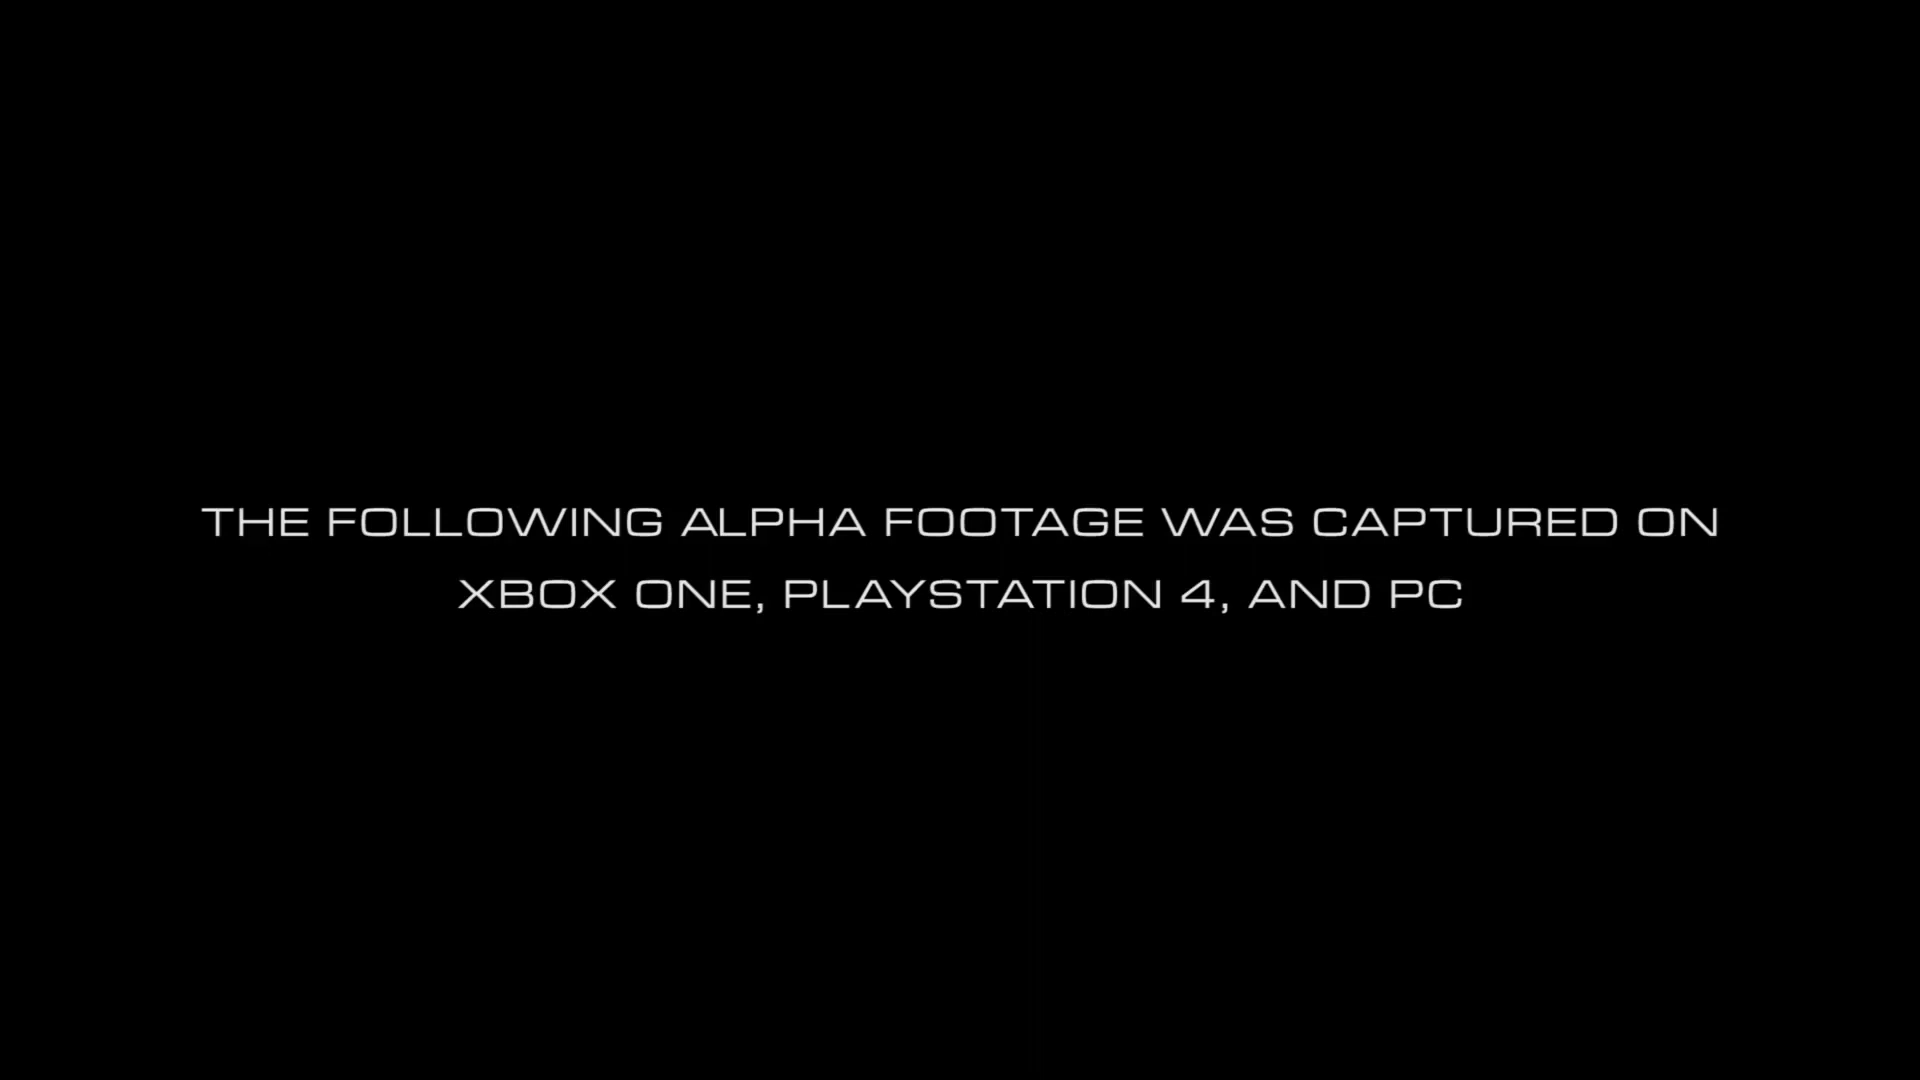 THE FOLLOWING ALPHA FOOTAGE WAS CAPTURED ON
XBOX ONE, PLAYSTATION 4, AND PC